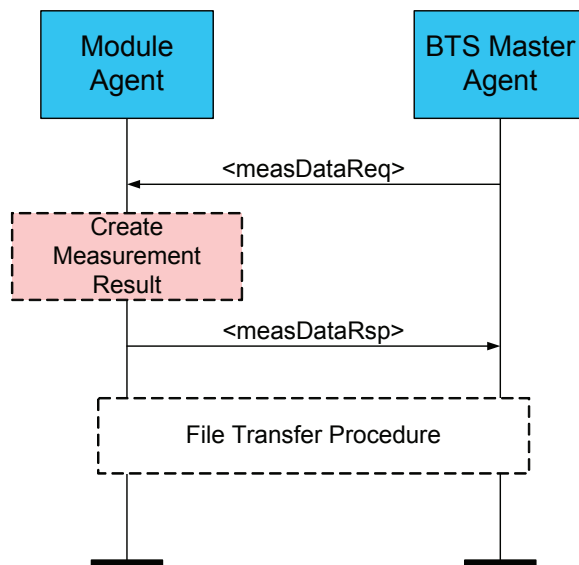 Module
Agent
BTS Master
Agent
<measDataReq>
Create
Measurement
Result
<measDataRsp>
File Transfer Procedure